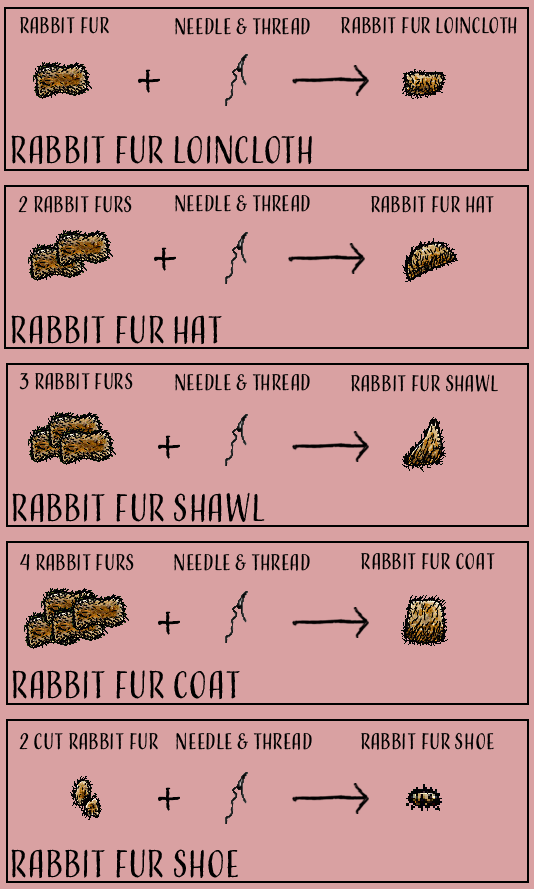 RABBIT FUR NEEDLE & THREAD RABBIT FUR LOINCLOTH
RABBIT FUR LOINCLOTH
2 RABBIT FURS NEEDLE & THREAD RABBIT FUR HAT
RABBIT FUR HAT
3 RABBIT FURS NEEDLE & THREAD RABBIT FUR SHAWL
RABBIT FUR SHAWL
4 RABBIT FURS NEEDLE & THREAD RABBIT FUR COAT
RABBIT FUR COAT
2 CUT RABBIT FUR NEEDLE & THREAD RABBIT FUR SHOE
RABBIT FUR SHOE